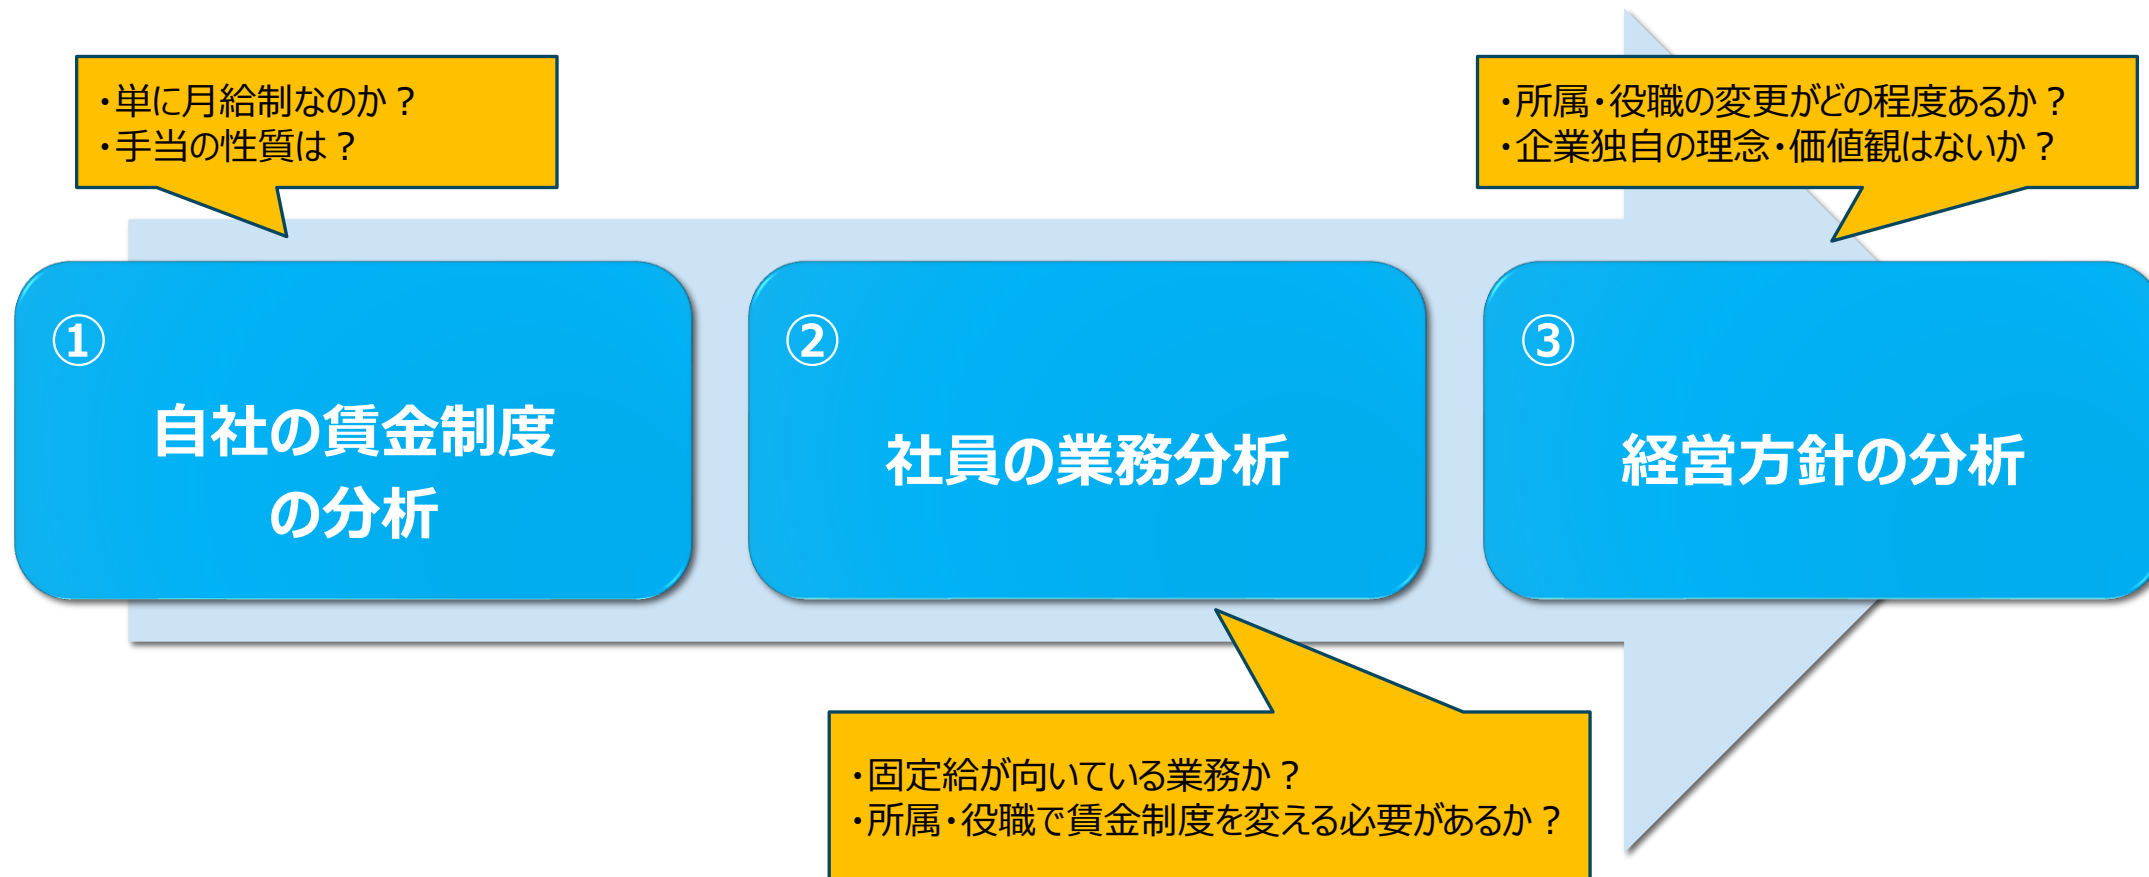 ・単に月給制なのか？
・手当の性質は？
・所属・役職の変更がどの程度あるか？
・企業独自の理念・価値観はないか？
①
自社の賃金制度
の分析
②
社員の業務分析
③
経営方針の分析
・固定給が向いている業務か？
・所属・役職で賃金制度を変える必要があるか？